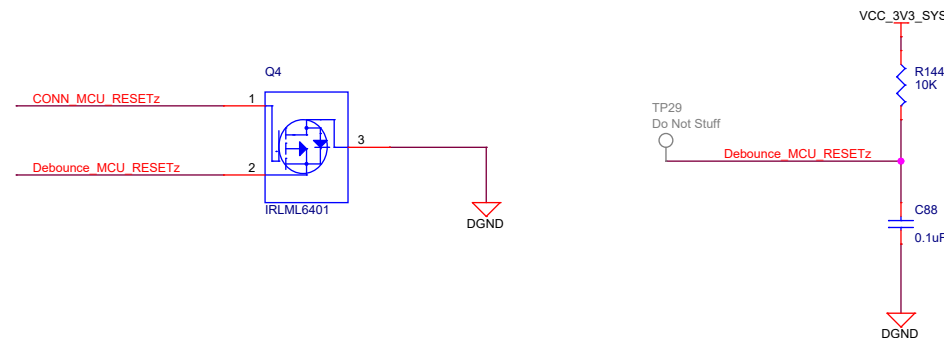 VCC_3V3_SYS
Q4
R144
10K
CONN_MCU_RESETz
1
TP29
Do Not Stuff
3
Debounce_MCU_RESETz
Debounce_MCU_RESETz
2
IRLML6401
C88
DGND
0.1uF
DGND